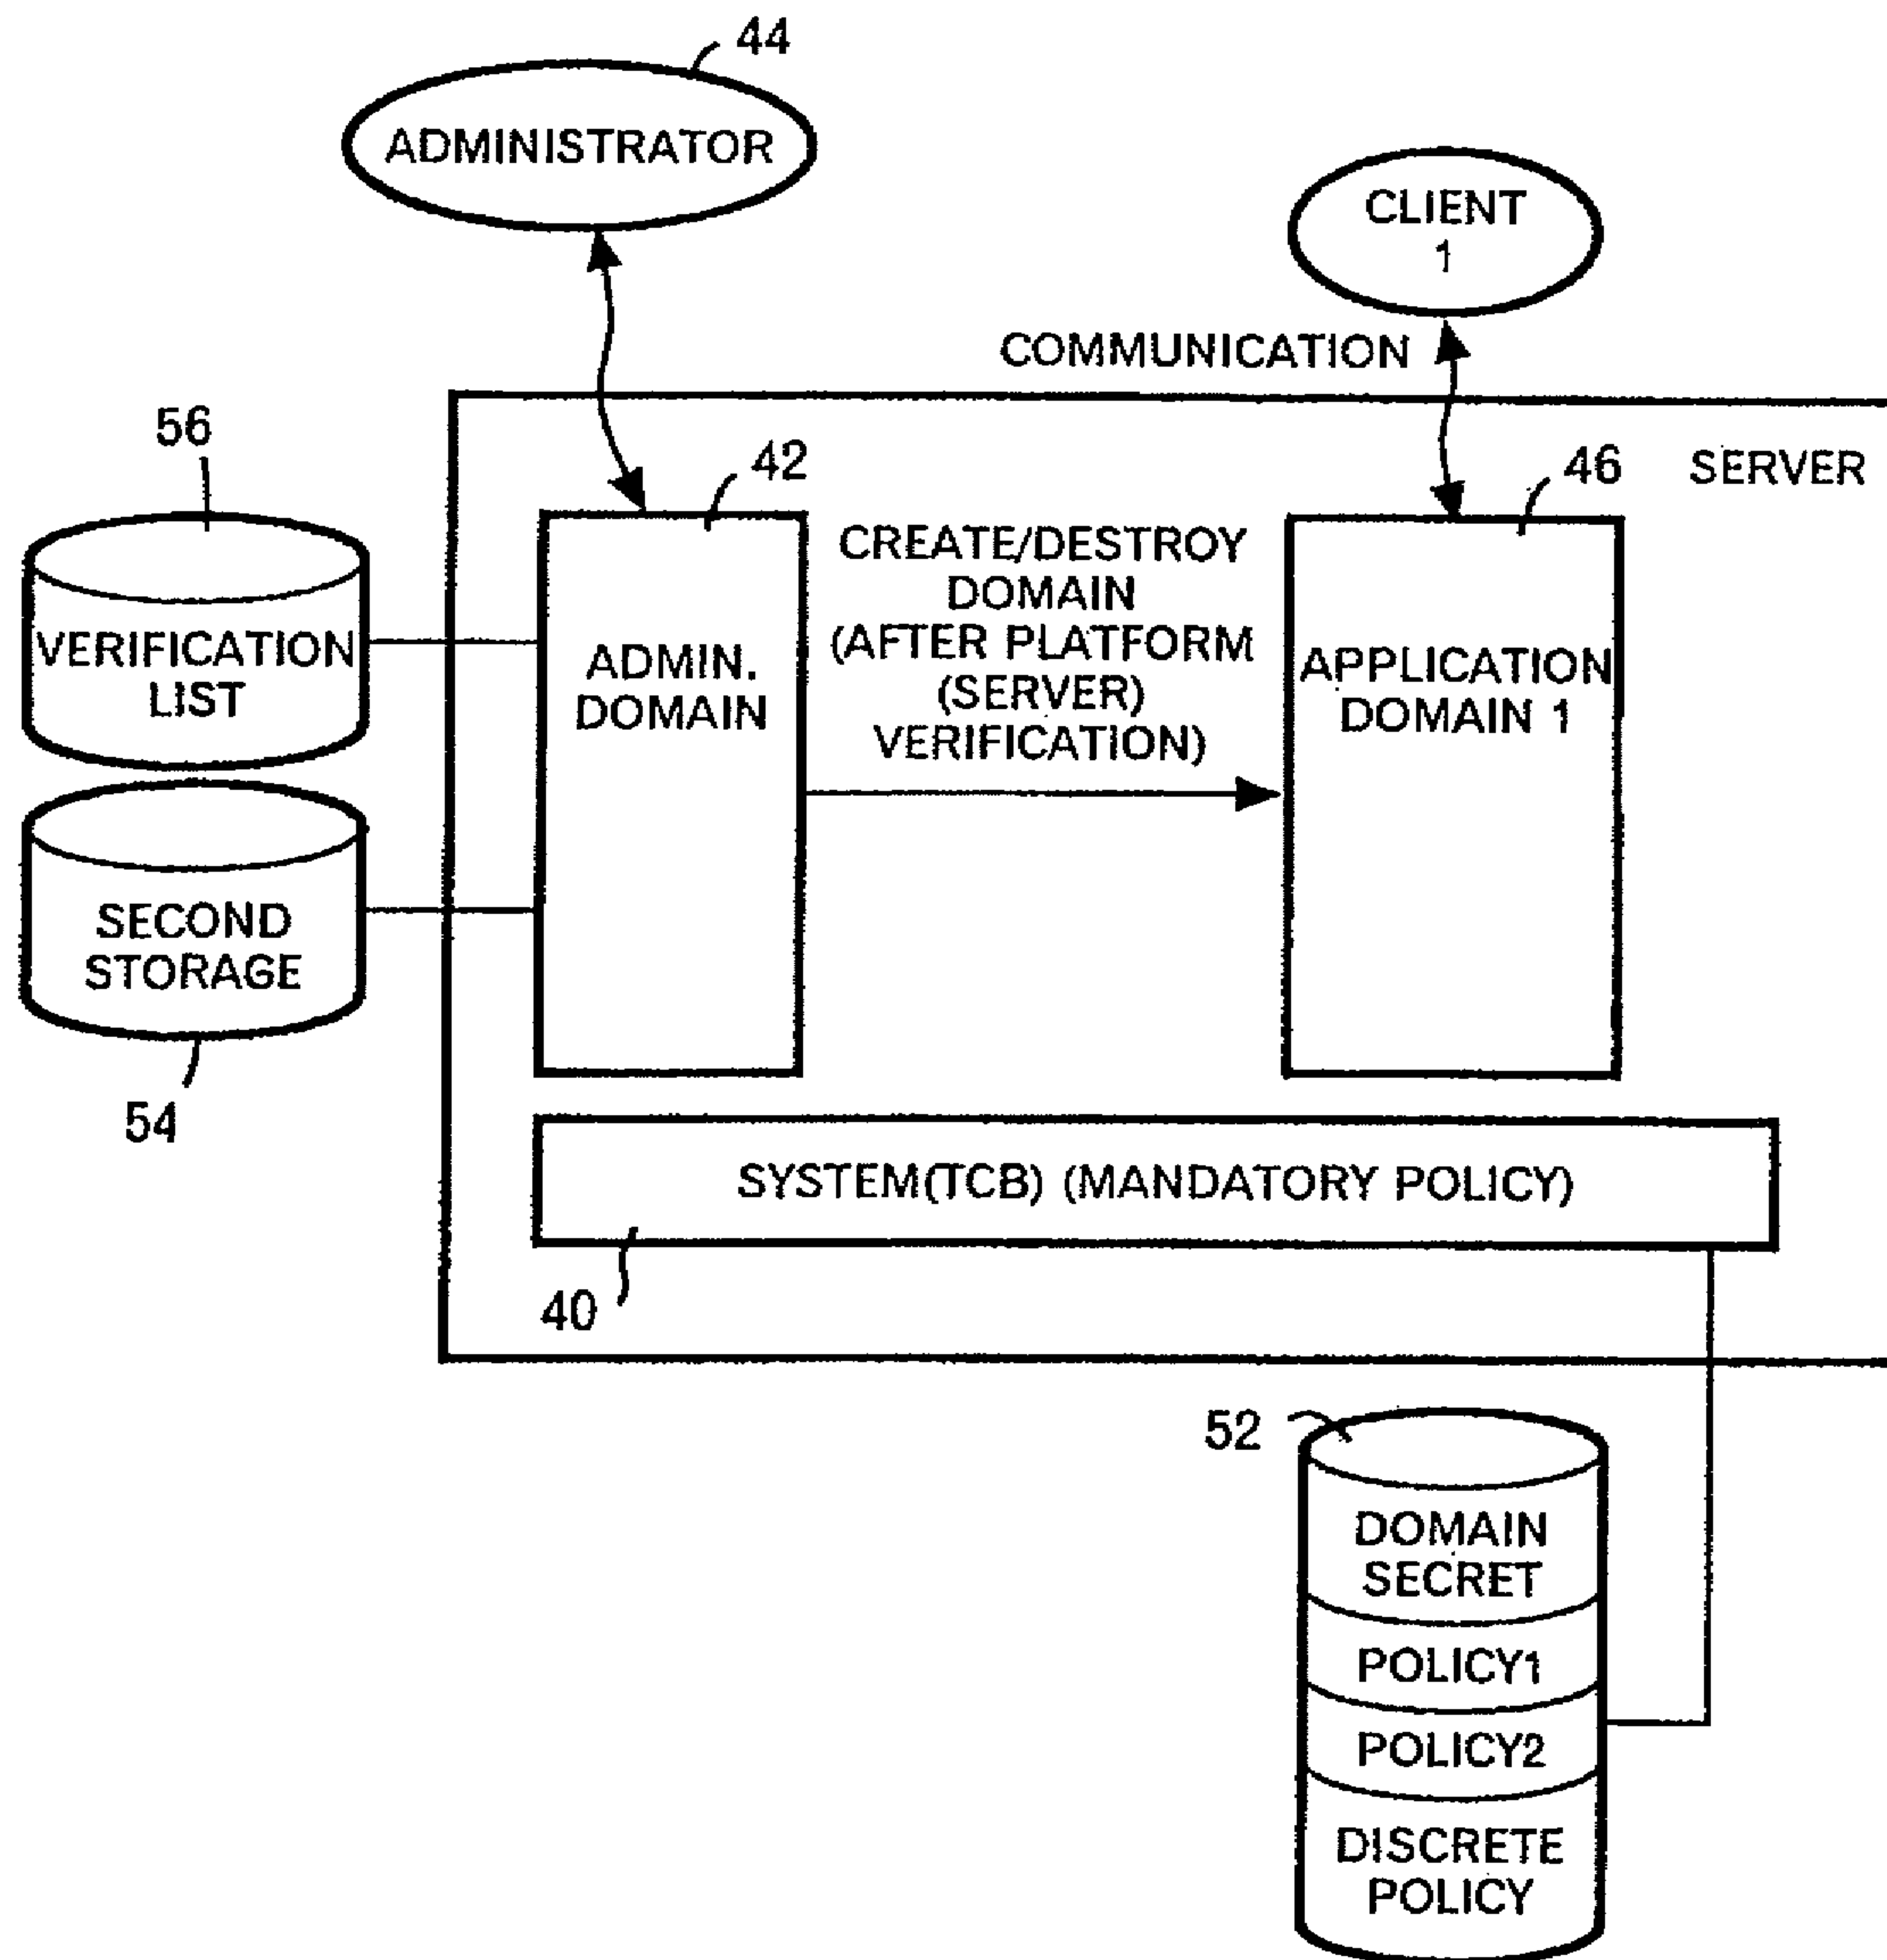 44
ADMINISTRATOR
CLIENT
1
COMMUNICATION
56
42
46
SERVER
VERIFICATION
LIST
ADMIN.
DOMAIN
CREATE/DESTROY
DOMAIN
(AFTER PLATFORM
(SERVER)
VERIFICATION)
APPLICATION
DOMAIN 1
SECOND
STORAGE
54
SYSTEM(TCB) (MANDATORY POLICY)
40
52
DOMAIN
SECRET
POLICY1
POLICY2
DISCRETE
POLICY